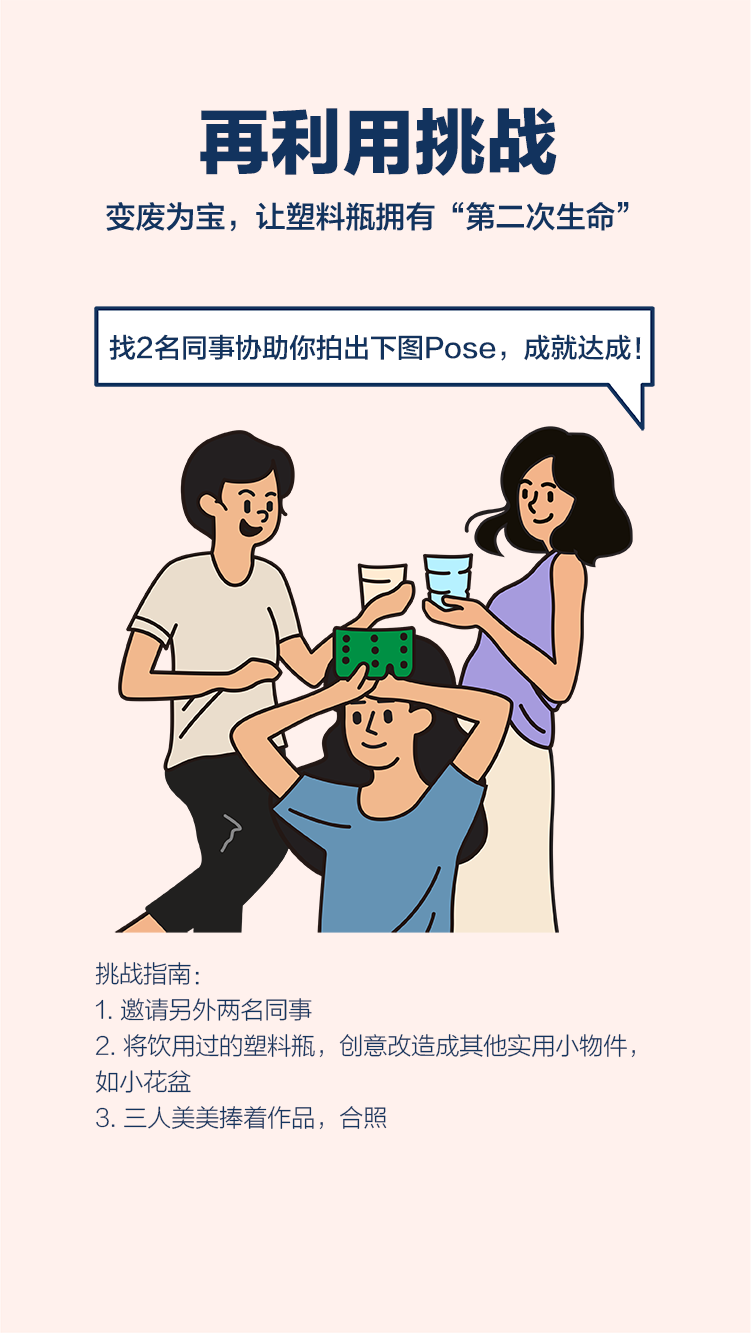 再利用挑战
变废为宝，让塑料瓶拥有“第二次生命”
找2名同事协助你拍出下图Pose，成就达成！
挑战指南：
1. 邀请另外两名同事
2. 将饮用过的塑料瓶，创意改造成其他实用小物件，
如小花盆
3. 三人美美捧着作品，合照